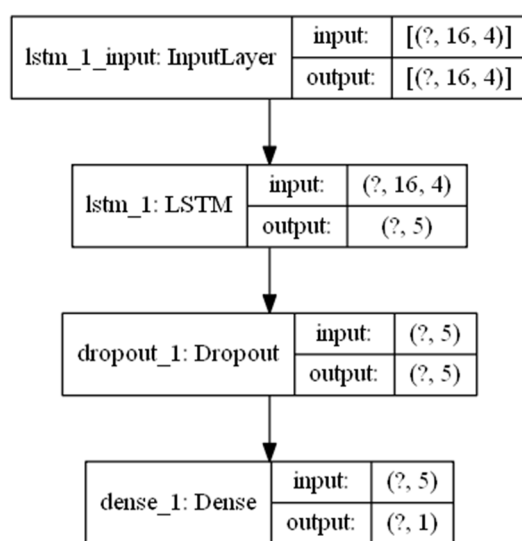 lstm_1_input: InputLayer
input: [(?, 16, 4)]
output: [(?, 16, 4)]
lstm_1: LSTM
input: (?, 16, 4)
output: (?, 5)
dropout_1: Dropout
input: (?, 5)
output: (?, 5)
dense_1: Dense
input: (?, 5)
output: (?, 1)